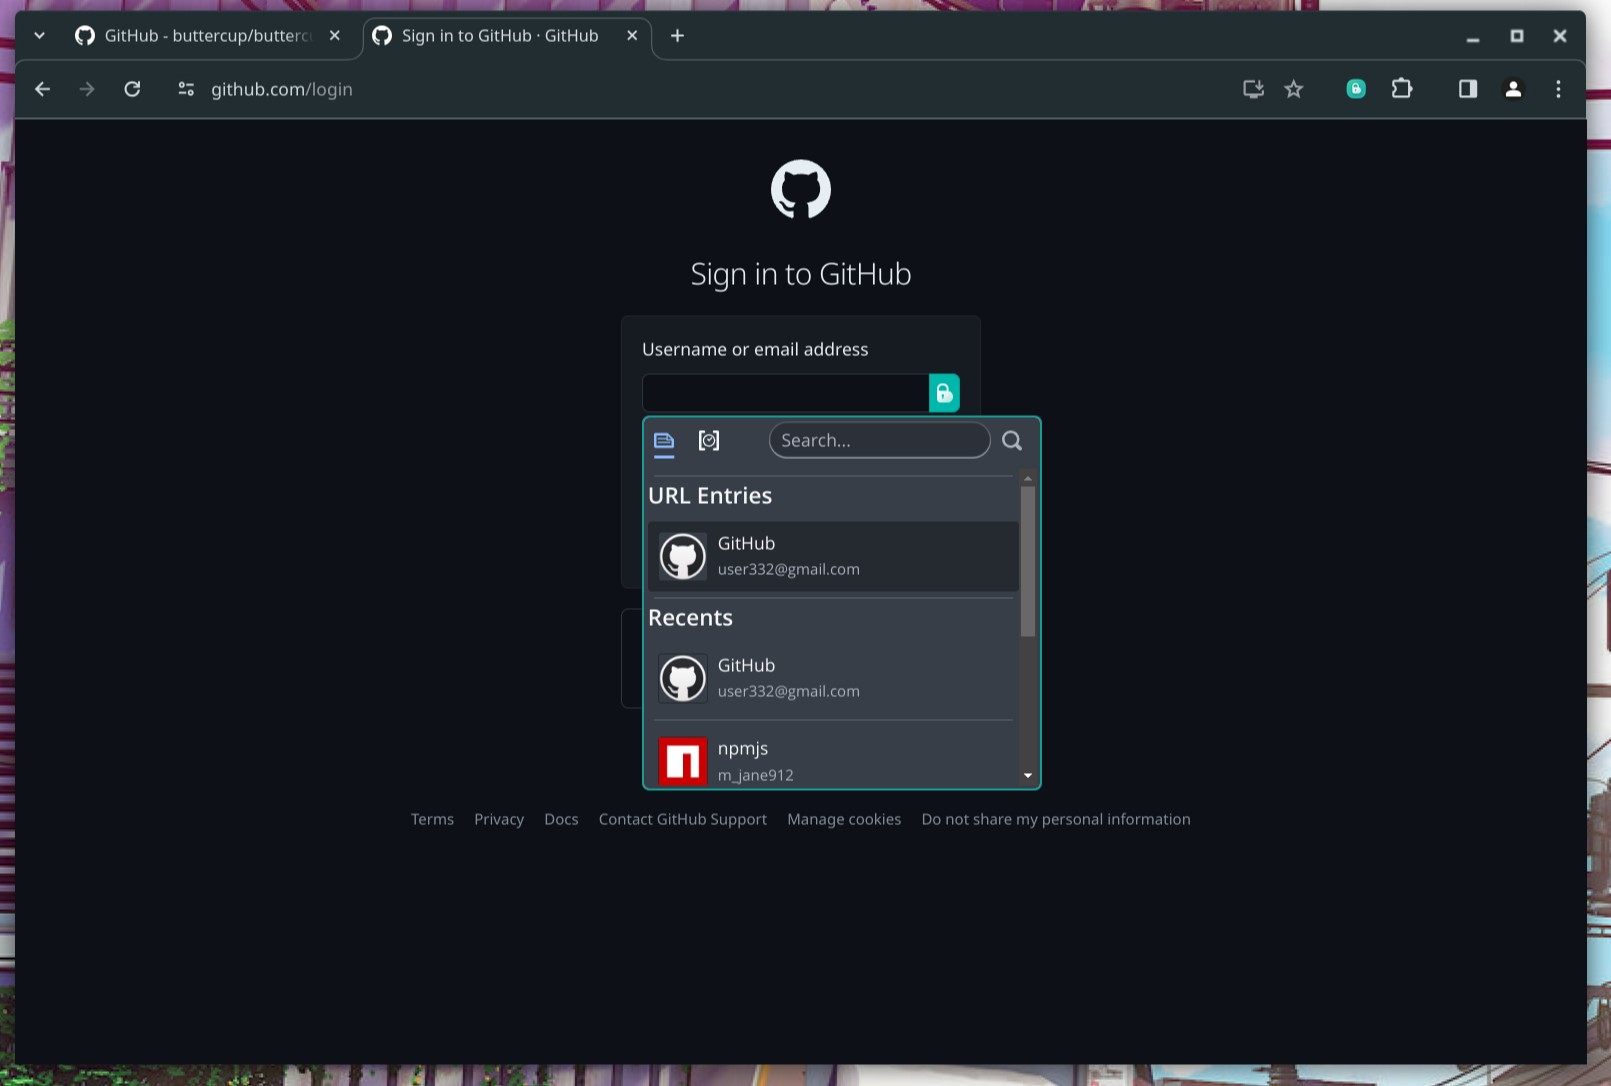 GitHub - buttercup/butterc
Sign in to GitHub · GitHub
github.com/login
Sign in to GitHub
Username or email address
Search...
URL Entries
GitHub
user332@gmail.com
Recents
GitHub
user332@gmail.com
npmjs
m_jane912
Terms Privacy Docs Contact GitHub Support Manage cookies Do not share my personal information